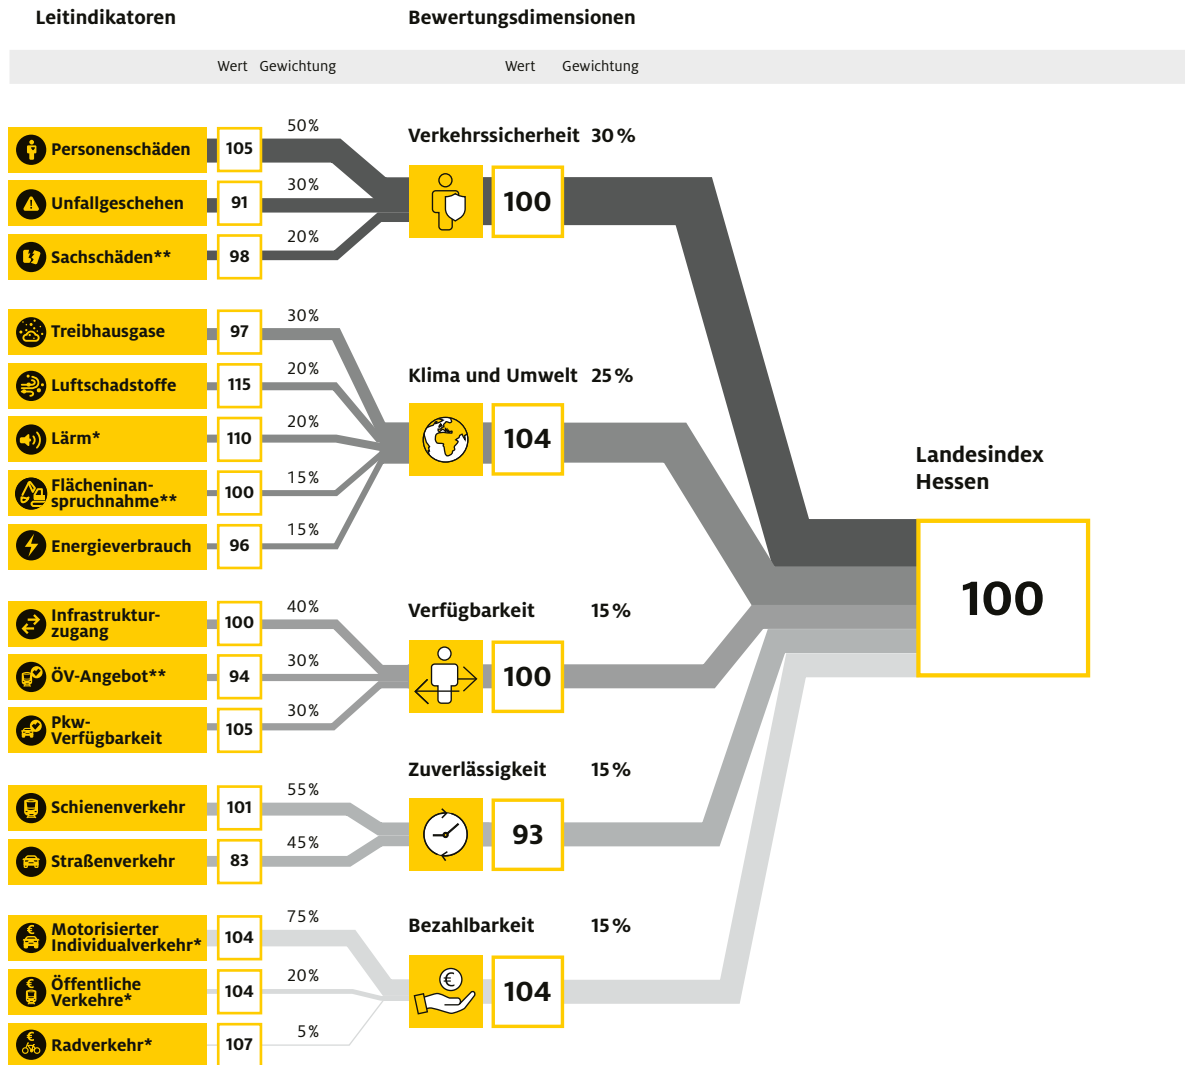 Leitindikatoren
Bewertungsdimensionen
Wert Gewichtung
Wert Gewichtung
Personenschäden 105 50 %
Unfallgeschehen 91 30 %
Sachschäden** 98 20 %
Verkehrssicherheit 30 %
100
Treibhausgase 97 30 %
Luftschadstoffe 115 20 %
Lärm* 110 20 %
Flächeninan-
spruchnahme** 100 15 %
Energieverbrauch 96 15 %
Klima und Umwelt 25 %
104
Infrastruktur-
zugang 100 40 %
ÖV-Angebot** 94 30 %
Pkw-
Verfügbarkeit 105 30 %
Verfügbarkeit 15 %
100
Schienenverkehr 101 55 %
Straßenverkehr 83 45 %
Zuverlässigkeit 15 %
93
Motorisierter
Individualverkehr* 104 75 %
Öffentliche
Verkehre* 104 20 %
Radverkehr* 107 5 %
Bezahlbarkeit 15 %
€
104
Landesindex
Hessen
100